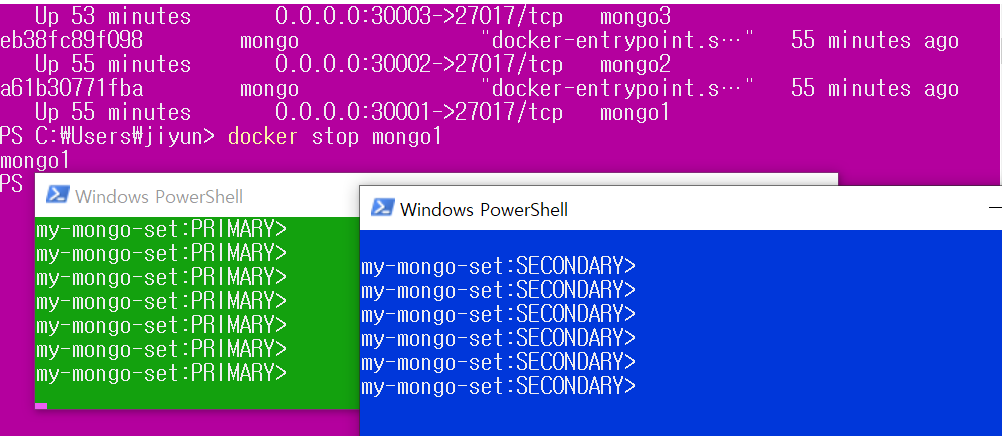 Up 53 minutes 0.0.0.0:30003->27017/tcp mongo3
eb38fc89f098 mongo "docker-entrypoint.s…" 55 minutes ago
Up 55 minutes 0.0.0.0:30002->27017/tcp mongo2
a61b30771fba mongo "docker-entrypoint.s…" 55 minutes ago
Up 55 minutes 0.0.0.0:30001->27017/tcp mongo1
PS C:₩Users₩jiyun> docker stop mongo1
mongo1
PS
Windows PowerShell
my-mongo-set:PRIMARY>
my-mongo-set:PRIMARY>
my-mongo-set:PRIMARY>
my-mongo-set:PRIMARY>
my-mongo-set:PRIMARY>
my-mongo-set:PRIMARY>
my-mongo-set:PRIMARY>
Windows PowerShell
my-mongo-set:SECONDARY>
my-mongo-set:SECONDARY>
my-mongo-set:SECONDARY>
my-mongo-set:SECONDARY>
my-mongo-set:SECONDARY>
my-mongo-set:SECONDARY>